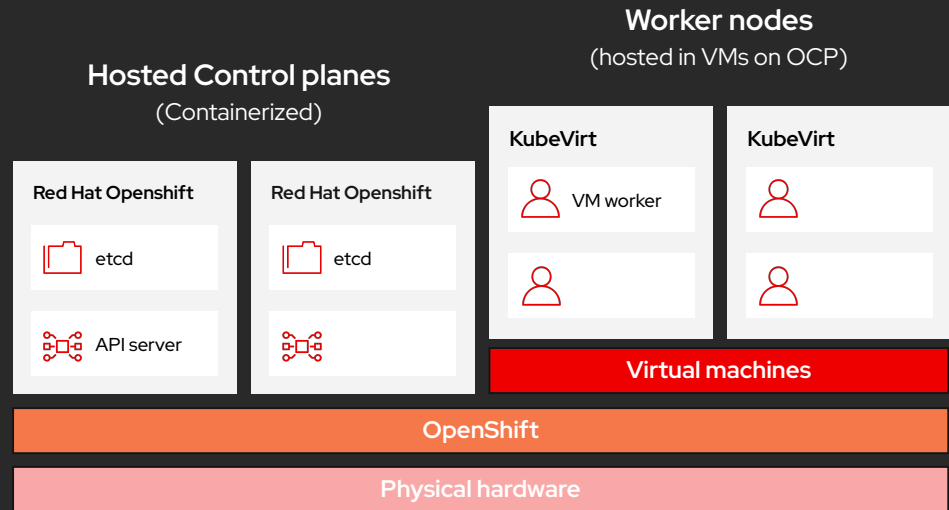 Hosted Control planes
(Containerized)
Red Hat Openshift
etcd
API server
Red Hat Openshift
etcd
Worker nodes
(hosted in VMs on OCP)
KubeVirt
VM worker
KubeVirt
Virtual machines
OpenShift
Physical hardware